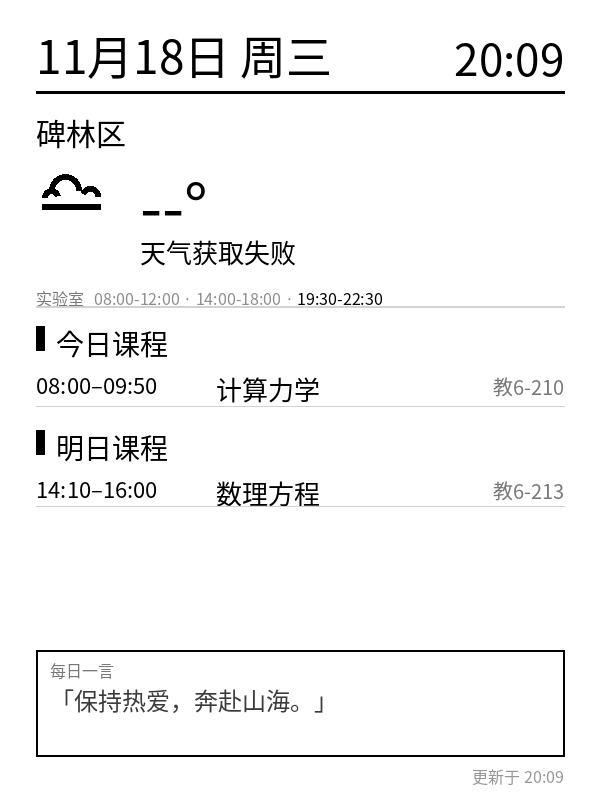 11月18日 周三 20:09
碑林区
--°
天气获取失败
实验室 08:00-12:00 · 14:00-18:00 · 19:30-22:30
今日课程
08:00–09:50 计算力学 教6-210
明日课程
14:10–16:00 数理方程 教6-213
每日一言
「保持热爱，奔赴山海。」
更新于 20:09